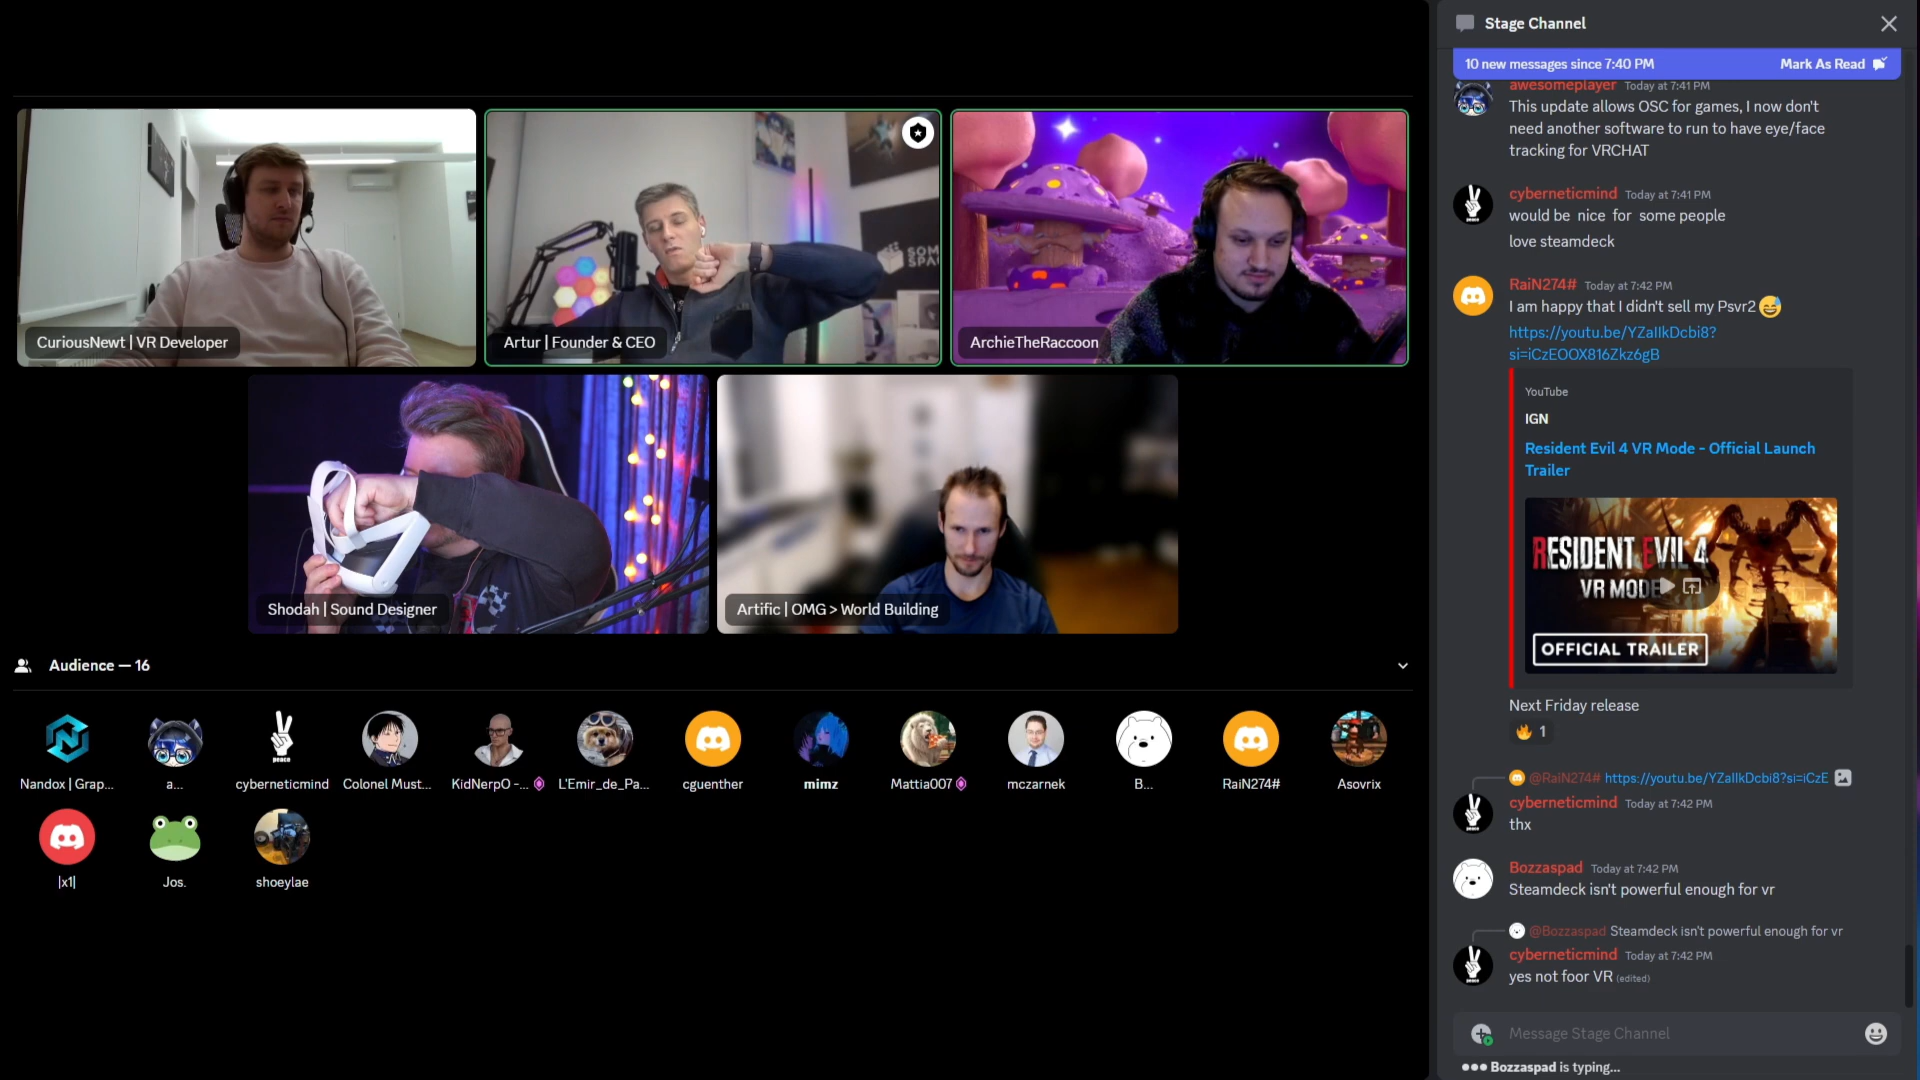 CuriousNewt | VR Developer
Artur | Founder & CEO
ArchieTheRaccoon
Shodah | Sound Designer
Artific | OMG > World Building
Audience — 16
Nandox | Grap...
a...
cyberneticmind
Colonel Must...
KidNerpO -...
L'Emir_de_Pa...
cguenther
mimz
Mattia007
mczarnek
B...
RaiN274#
Asovrix
|x1|
Jos.
shoeylae
Stage Channel
10 new messages since 7:40 PM
Mark As Read
awesomeplayer Today at 7:41 PM
This update allows OSC for games, I now don't
need another software to run to have eye/face
tracking for VRCHAT
cyberneticmind Today at 7:41 PM
would be nice for some people
love steamdeck
RaiN274# Today at 7:42 PM
I am happy that I didn't sell my Psvr2
https://youtu.be/YZaIlkDcbi8?
si=iCzEOOX816Zkz6gB
YouTube
IGN
Resident Evil 4 VR Mode - Official Launch
Trailer
RESIDENT EVIL 4
VR MODE
OFFICIAL TRAILER
Next Friday release
1
@RaiN274# https://youtu.be/YZaIlkDcbi8?si=iCzE
cyberneticmind Today at 7:42 PM
thx
Bozzaspad Today at 7:42 PM
Steamdeck isn't powerful enough for vr
@Bozzaspad Steamdeck isn't powerful enough for vr
cyberneticmind Today at 7:42 PM
yes not foor VR (edited)
Message Stage Channel
Bozzaspad is typing...